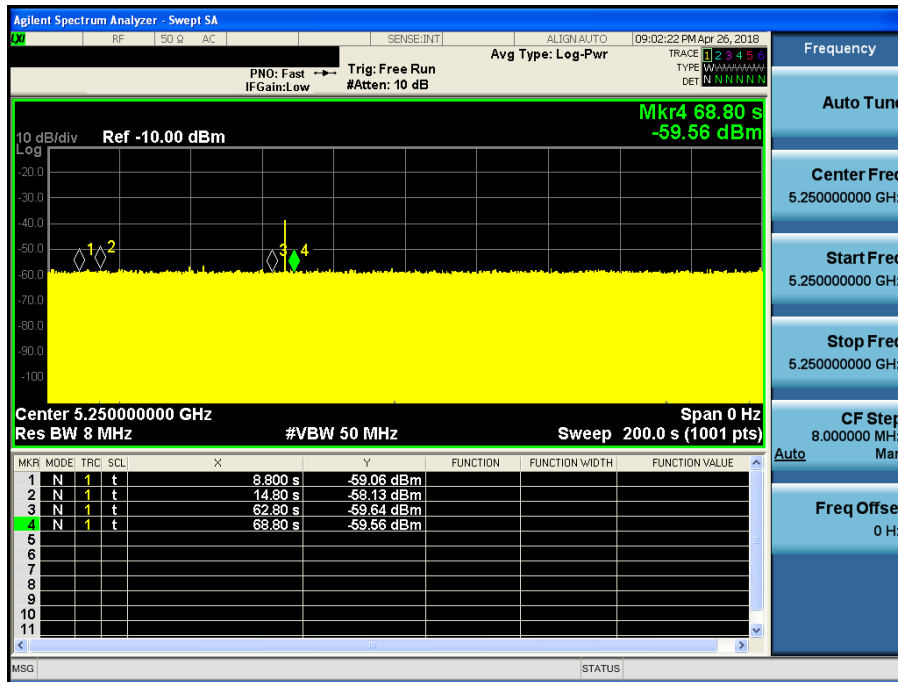 Agilent Spectrum Analyzer - Swept SA
LXI RF 50 Ω AC SENSE:INT ALIGN AUTO 09:02:22 PM Apr 26, 2018
Avg Type: Log-Pwr TRACE 1 2 3 4 5 6
PNO: Fast Trig: Free Run TYPE WWWWWW
IFGain:Low #Atten: 10 dB DET N N N N N N
Mkr4 68.80 s
-59.56 dBm
10 dB/div Ref -10.00 dBm
Log
-20.0
-30.0
-40.0
-50.0
1 2 3 4
-60.0
-70.0
-80.0
-90.0
-100
Center 5.250000000 GHz Span 0 Hz
Res BW 8 MHz #VBW 50 MHz Sweep 200.0 s (1001 pts)
MKR MODE TRC SCL X Y FUNCTION FUNCTION WIDTH FUNCTION VALUE
1 N 1 t 8.800 s -59.06 dBm
2 N 1 t 14.80 s -58.13 dBm
3 N 1 t 62.80 s -59.64 dBm
4 N 1 t 68.80 s -59.56 dBm
5
6
7
8
9
10
11
MSG STATUS
Frequency
Auto Tun
Center Fre
5.250000000 GH
Start Fre
5.250000000 GH
Stop Fre
5.250000000 GH
CF Step
8.000000 MH
Auto Man
Freq Offse
0 H